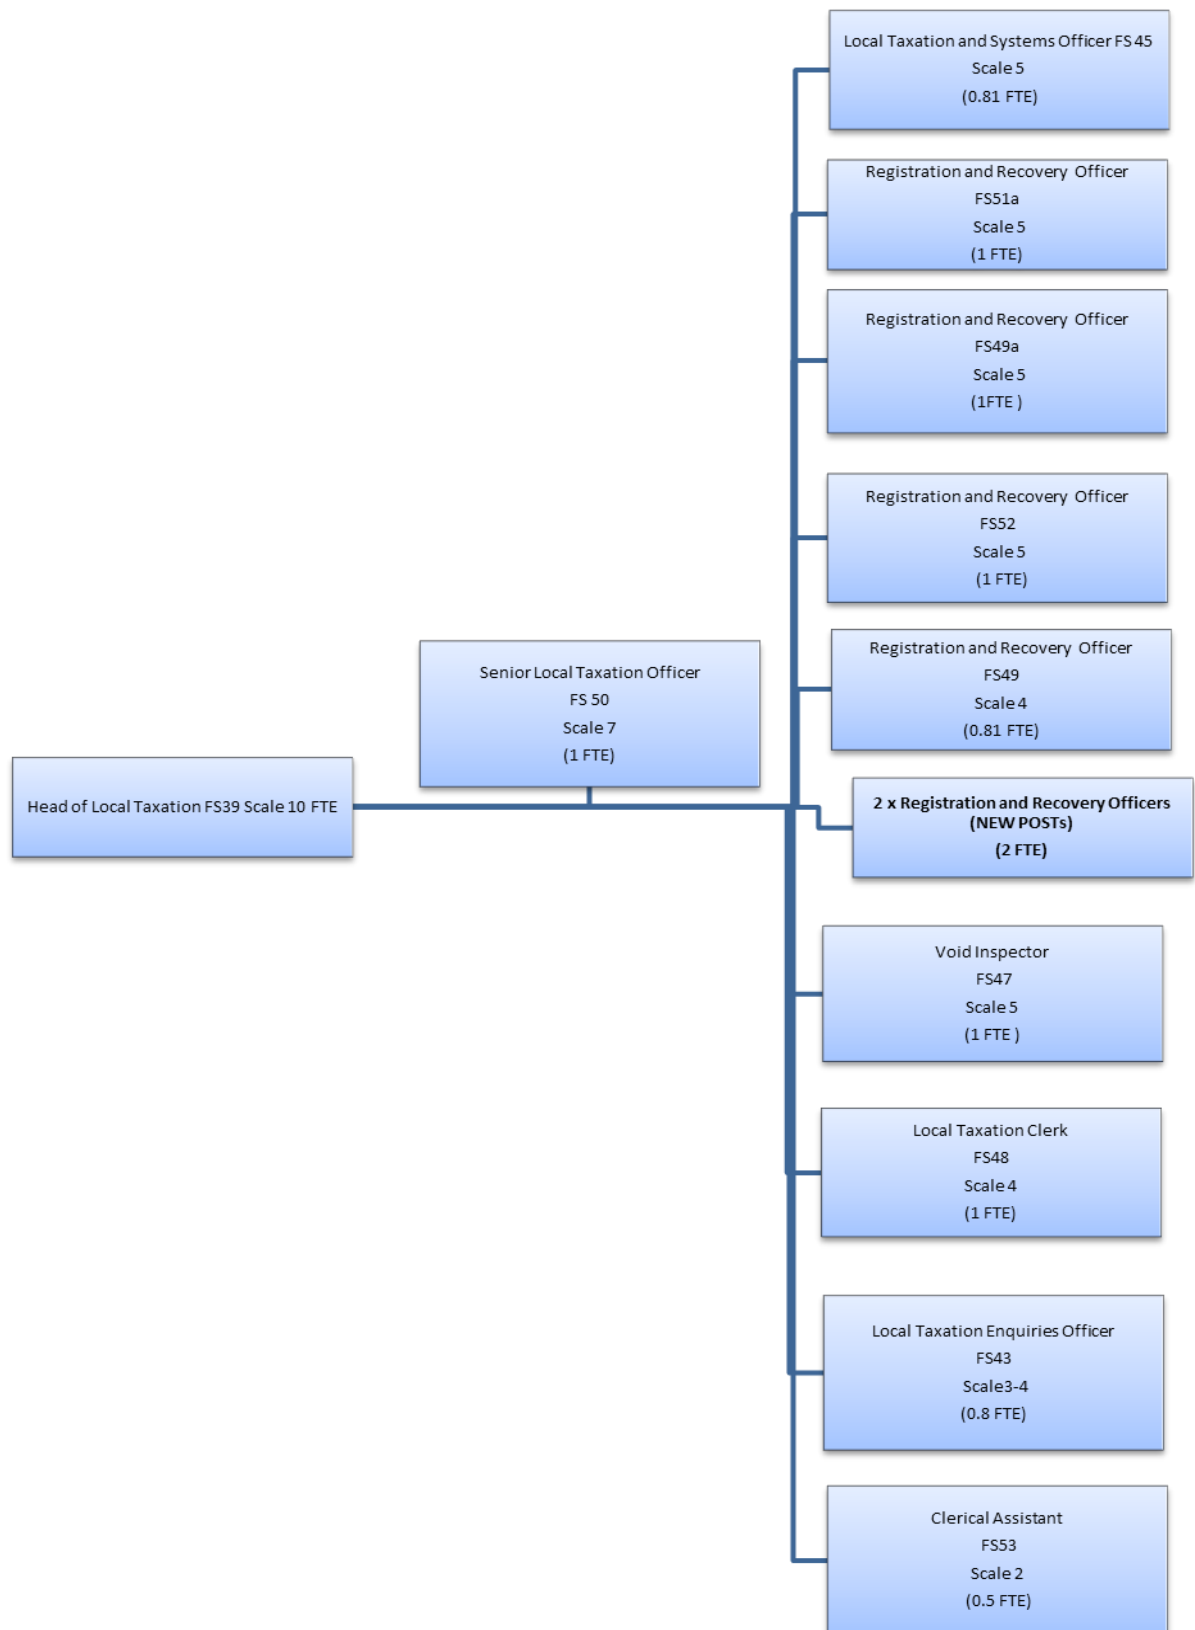 Local Taxation and Systems Officer FS 45
Scale 5
(0.81 FTE)
Registration and Recovery Officer
FS51a
Scale 5
(1 FTE)
Registration and Recovery Officer
FS49a
Scale 5
(1FTE )
Registration and Recovery Officer
FS52
Scale 5
(1 FTE)
Senior Local Taxation Officer
FS 50
Scale 7
(1 FTE)
Registration and Recovery Officer
FS49
Scale 4
(0.81 FTE)
Head of Local Taxation FS39 Scale 10 FTE
2 x Registration and Recovery Officers
(NEW POSTs)
(2 FTE)
Void Inspector
FS47
Scale 5
(1 FTE )
Local Taxation Clerk
FS48
Scale 4
(1 FTE)
Local Taxation Enquiries Officer
FS43
Scale3-4
(0.8 FTE)
Clerical Assistant
FS53
Scale 2
(0.5 FTE)